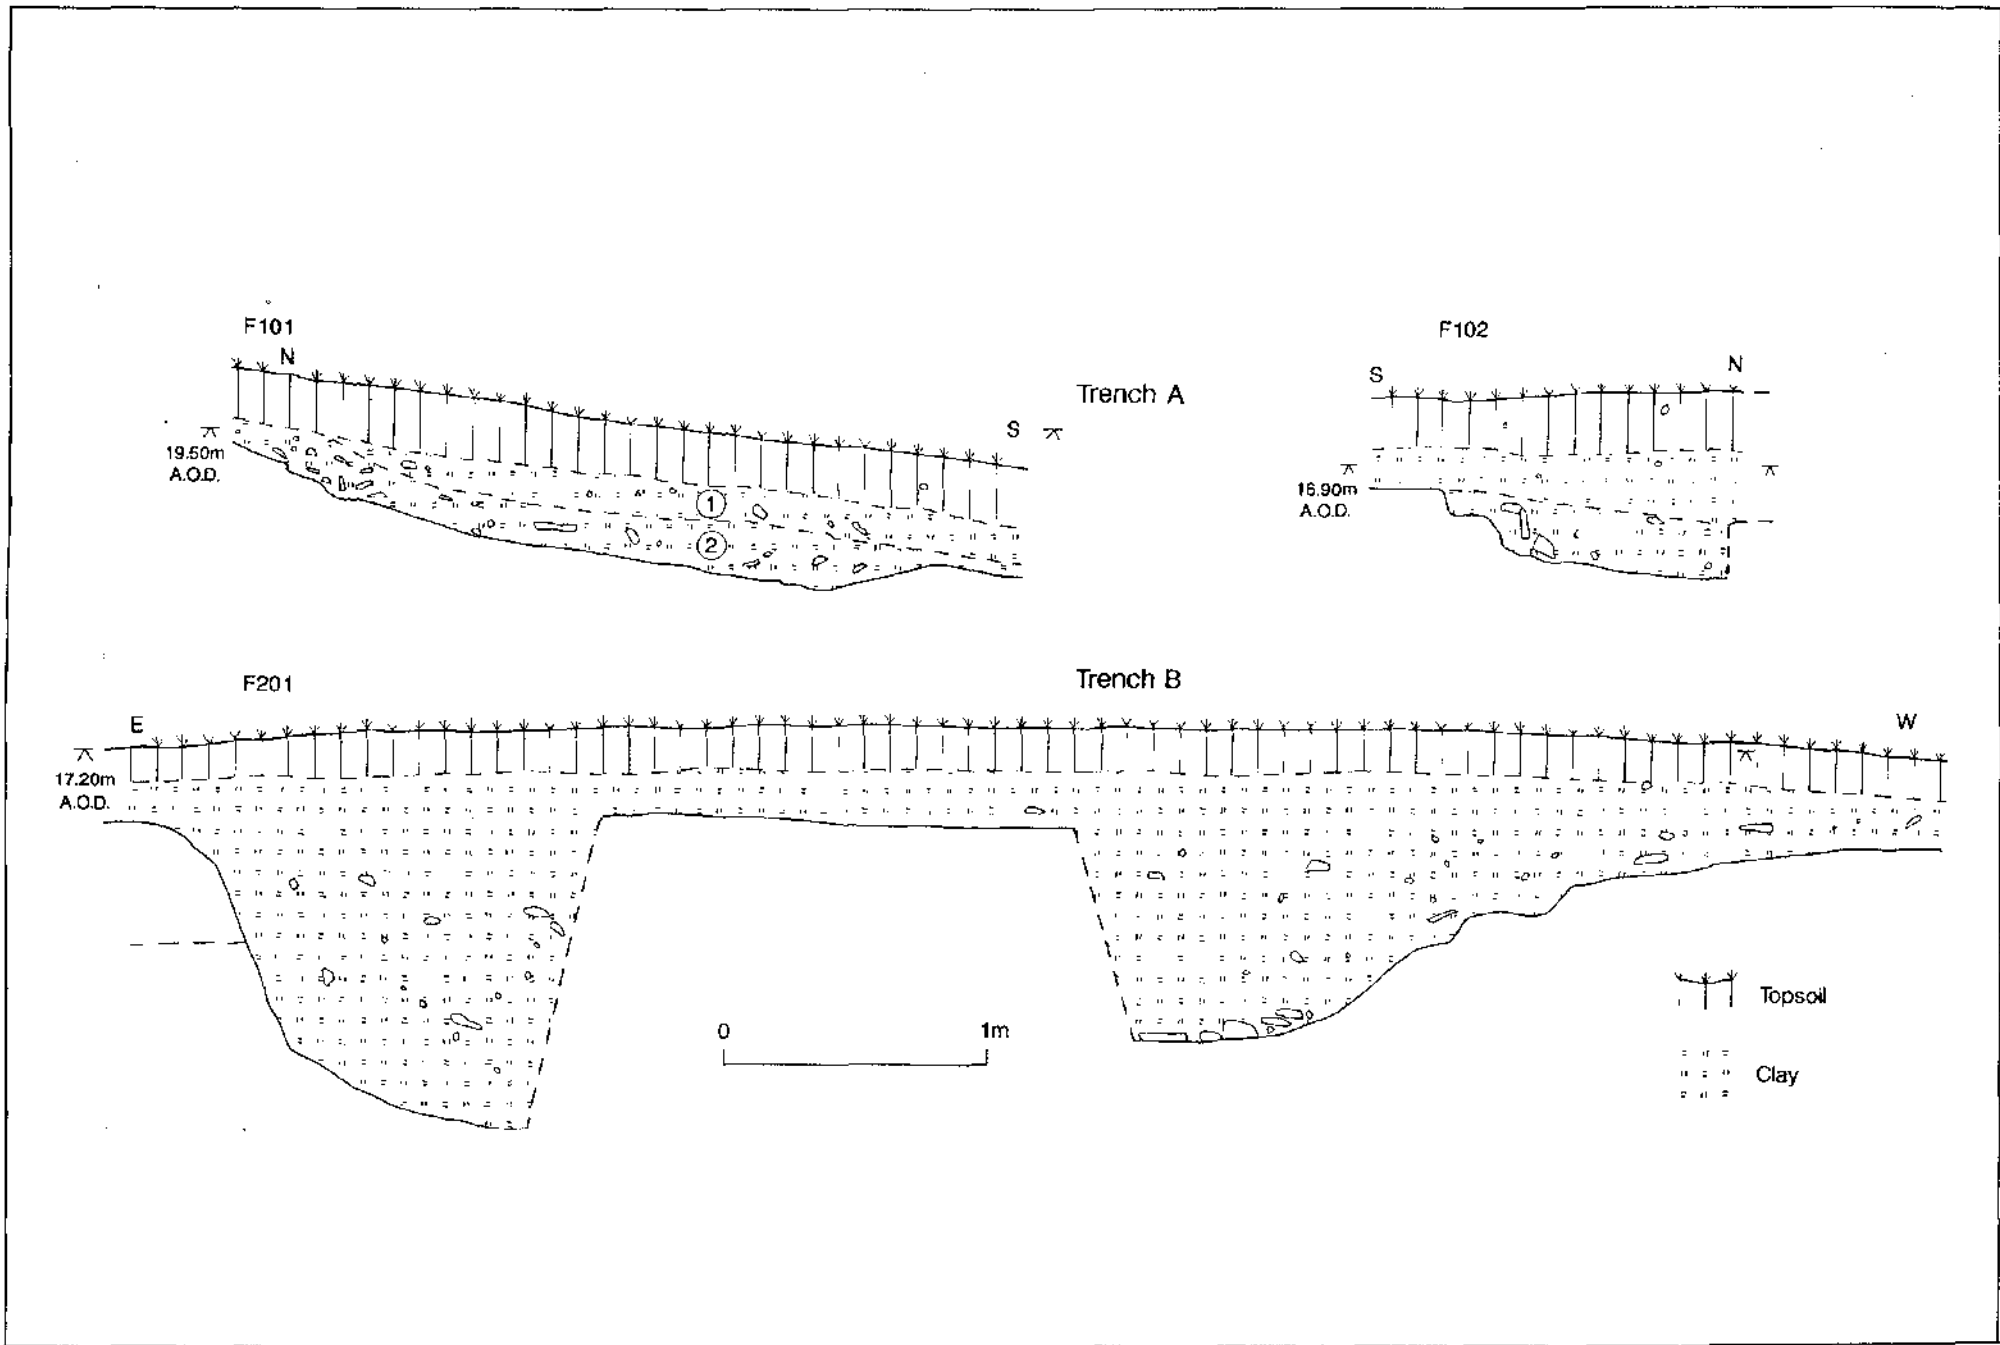 F101
F102
N
S
N
Trench A
S
19.50m
A.O.D.
16.90m
A.O.D.
1
2
F201
Trench B
E
W
17.20m
A.O.D.
Topsoil
0
1m
Clay